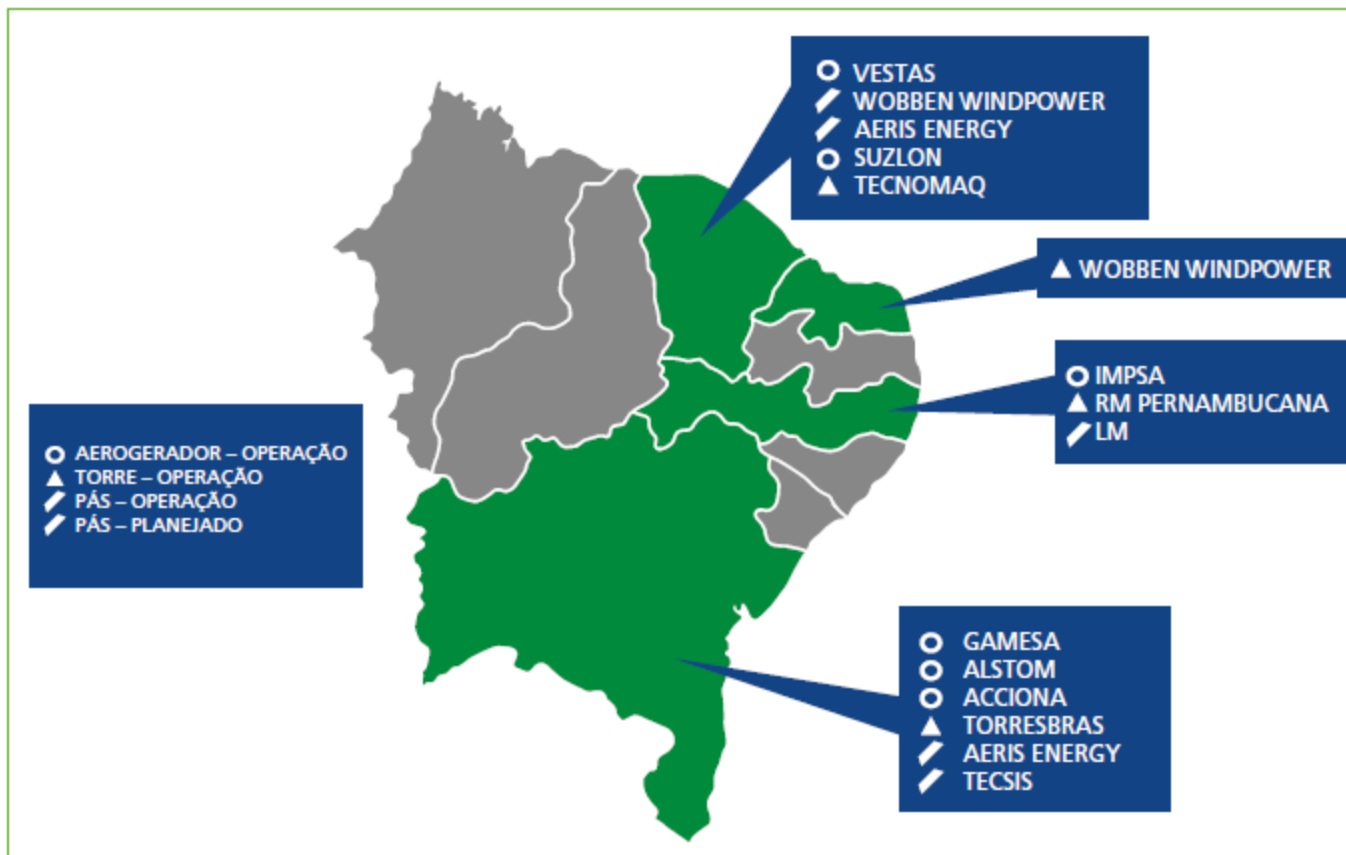 VESTAS
WOBBEN WINDPOWER
AERIS ENERGY
SUZLON
TECNOMAQ
WOBBEN WINDPOWER
IMPSA
RM PERNAMBUCANA
LM
AEROGERADOR – OPERAÇÃO
TORRE – OPERAÇÃO
PÁS – OPERAÇÃO
PÁS – PLANEJADO
GAMESA
ALSTOM
ACCIONA
TORRESBRAS
AERIS ENERGY
TECSIS